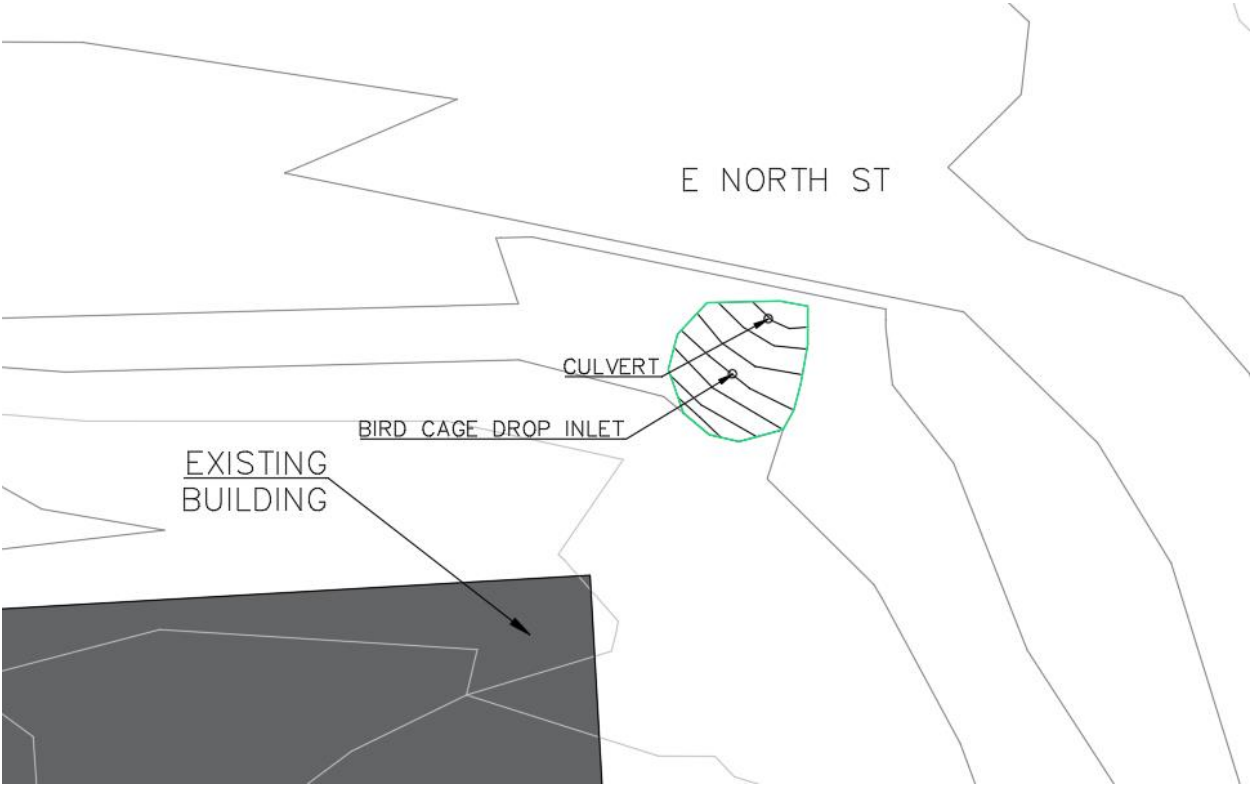 E NORTH ST
CULVERT
BIRD CAGE DROP INLET
EXISTING
BUILDING